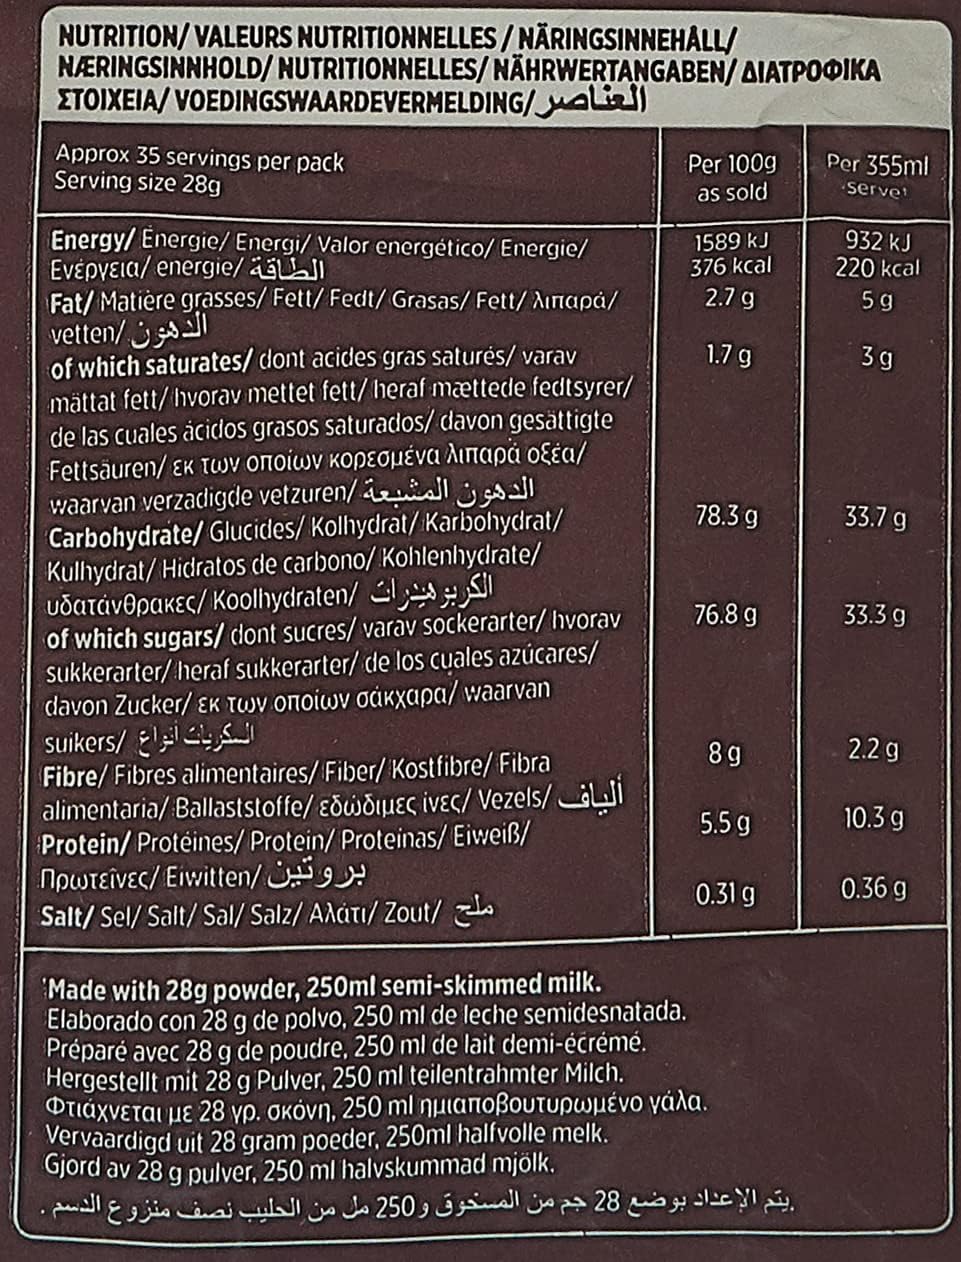 NUTRITION/ VALEURS NUTRITIONNELLES / NÄRINGSINNEHÅLL/
NÆRINGSINNHOLD/ NUTRITIONNELLES/ NÄHRWERTANGABEN/ ΔΙΑΤΡΟΦΙΚΑ
ΣΤΟΙΧΕΙΑ/ VOEDINGSWAARDEVERMELDING/ العناصر
Approx 35 servings per pack
Serving size 28g
Per 100g
as sold
Per 355ml
serve¹
Energy/ Énergie/ Energi/ Valor energético/ Energie/ 1589 kJ 932 kJ
Ενέργεια/ energie/ الطاقة 376 kcal 220 kcal
Fat/ Matière grasses/ Fett/ Fedt/ Grasas/ Fett/ λιπαρά/ 2.7 g 5 g
vetten/ الدهون
of which saturates/ dont acides gras saturés/ varav 1.7 g 3 g
mättat fett/ hvorav mettet fett/ heraf mættede fedtsyrer/
de las cuales ácidos grasos saturados/ davon gesättigte
Fettsäuren/ εκ των οποίων κορεσμένα λιπαρά οξέα/
waarvan verzadigde vetzuren/ الدهون المشبعة
Carbohydrate/ Glucides/ Kolhydrat/ Karbohydrat/ 78.3 g 33.7 g
Kulhydrat/ Hidratos de carbono/ Kohlenhydrate/
υδατάνθρακες/ Koolhydraten/ الكربوهيدرات
of which sugars/ dont sucres/ varav sockerarter/ hvorav 76.8 g 33.3 g
sukkerarter/ heraf sukkerarter/ de los cuales azúcares/
davon Zucker/ εκ των οποίων σάκχαρα/ waarvan
suikers/ السكريات أنواع
Fibre/ Fibres alimentaires/ Fiber/ Kostfibre/ Fibra 8 g 2.2 g
alimentaria/ Ballaststoffe/ εδώδιμες ίνες/ Vezels/ ألياف
Protein/ Protéines/ Protein/ Proteínas/ Eiweiß/ 5.5 g 10.3 g
Πρωτεΐνες/ Eiwitten/ بروتين
Salt/ Sel/ Salt/ Sal/ Salz/ Αλάτι/ Zout/ ملح 0.31 g 0.36 g
¹Made with 28g powder, 250ml semi-skimmed milk.
Elaborado con 28 g de polvo, 250 ml de leche semidesnatada.
Préparé avec 28 g de poudre, 250 ml de lait demi-écrémé.
Hergestellt mit 28 g Pulver, 250 ml teilentrahmter Milch.
Φτιάχνεται με 28 γρ. σκόνη, 250 ml ημιαποβουτυρωμένο γάλα.
Vervaardigd uit 28 gram poeder, 250ml halfvolle melk.
Gjord av 28 g pulver, 250 ml halvskummad mjölk.
يتم الإعداد بوضع 28 جم من المسحوق و 250 مل من الحليب نصف منزوع الدسم.